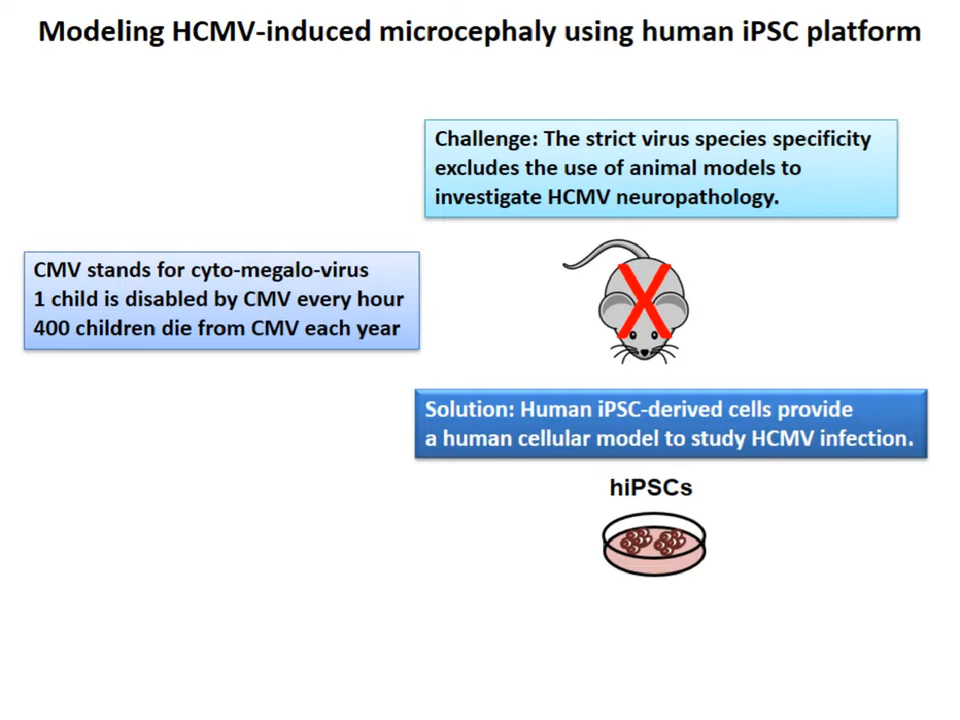 Modeling HCMV-induced microcephaly using human iPSC platform
Challenge: The strict virus species specificity
excludes the use of animal models to
investigate HCMV neuropathology.
CMV stands for cyto-megalo-virus
1 child is disabled by CMV every hour
400 children die from CMV each year
Solution: Human iPSC-derived cells provide
a human cellular model to study HCMV infection.
hiPSCs